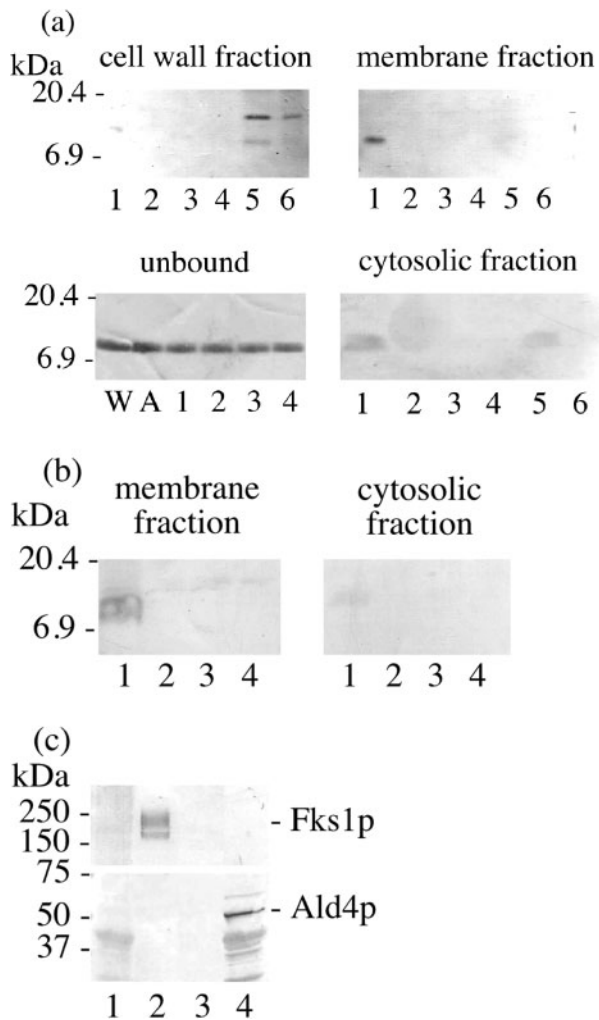 (a)
kDa cell wall fraction membrane fraction
20.4 -
6.9 -
1 2 3 4 5 6 1 2 3 4 5 6
unbound cytosolic fraction
20.4 -
6.9 -
W A 1 2 3 4 1 2 3 4 5 6
(b)
kDa membrane fraction cytosolic fraction
20.4 -
6.9 -
1 2 3 4 1 2 3 4
(c)
kDa
250 - - Fks1p
150 -
75 -
50 - - Ald4p
37 -
1 2 3 4